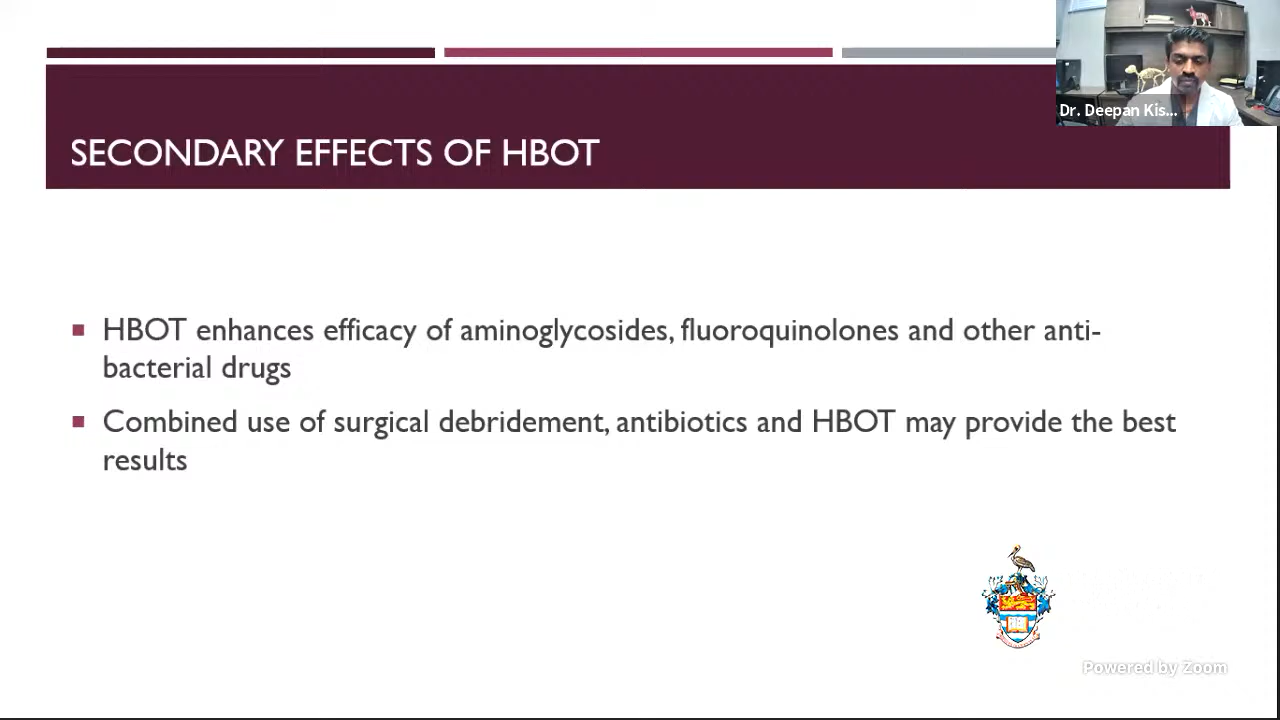 Dr. Deepan Kis...
SECONDARY EFFECTS OF HBOT
HBOT enhances efficacy of aminoglycosides, fluoroquinolones and other anti-
bacterial drugs
Combined use of surgical debridement, antibiotics and HBOT may provide the best
results
Powered by Zoom